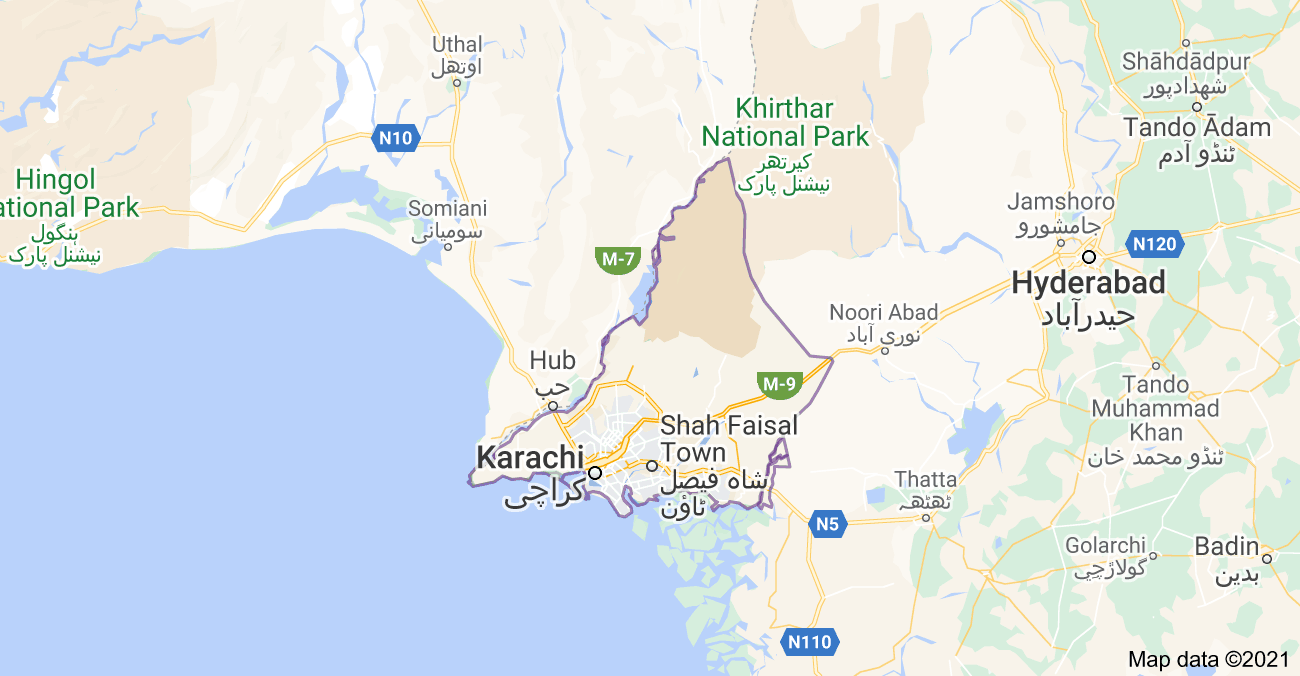 Uthal
اوتھل
Shāhdādpur
شهدادپور
Khirthar
National Park
کیرتھر
نیشنل پارک
N10
Tando Ādam
ٹنڈو آدم
Hingol
ational Park
ہنگول
نیشنل پارک
Somiani
سومیانی
Jamshoro
ڄامشورو
N120
M-7
Hyderabad
حیدرآباد
Noori Abad
نوری آباد
Hub
حب
M-9
Tando
Muhammad
Khan
ٹنڈو محمد خان
Shah Faisal
Town
شاہ فیصل
ٹاؤن
Karachi
کراچی
Thatta
ٹھٹھہ
N5
Golarchi
گولاڑچي
Badin
بدین
N110
Map data ©2021